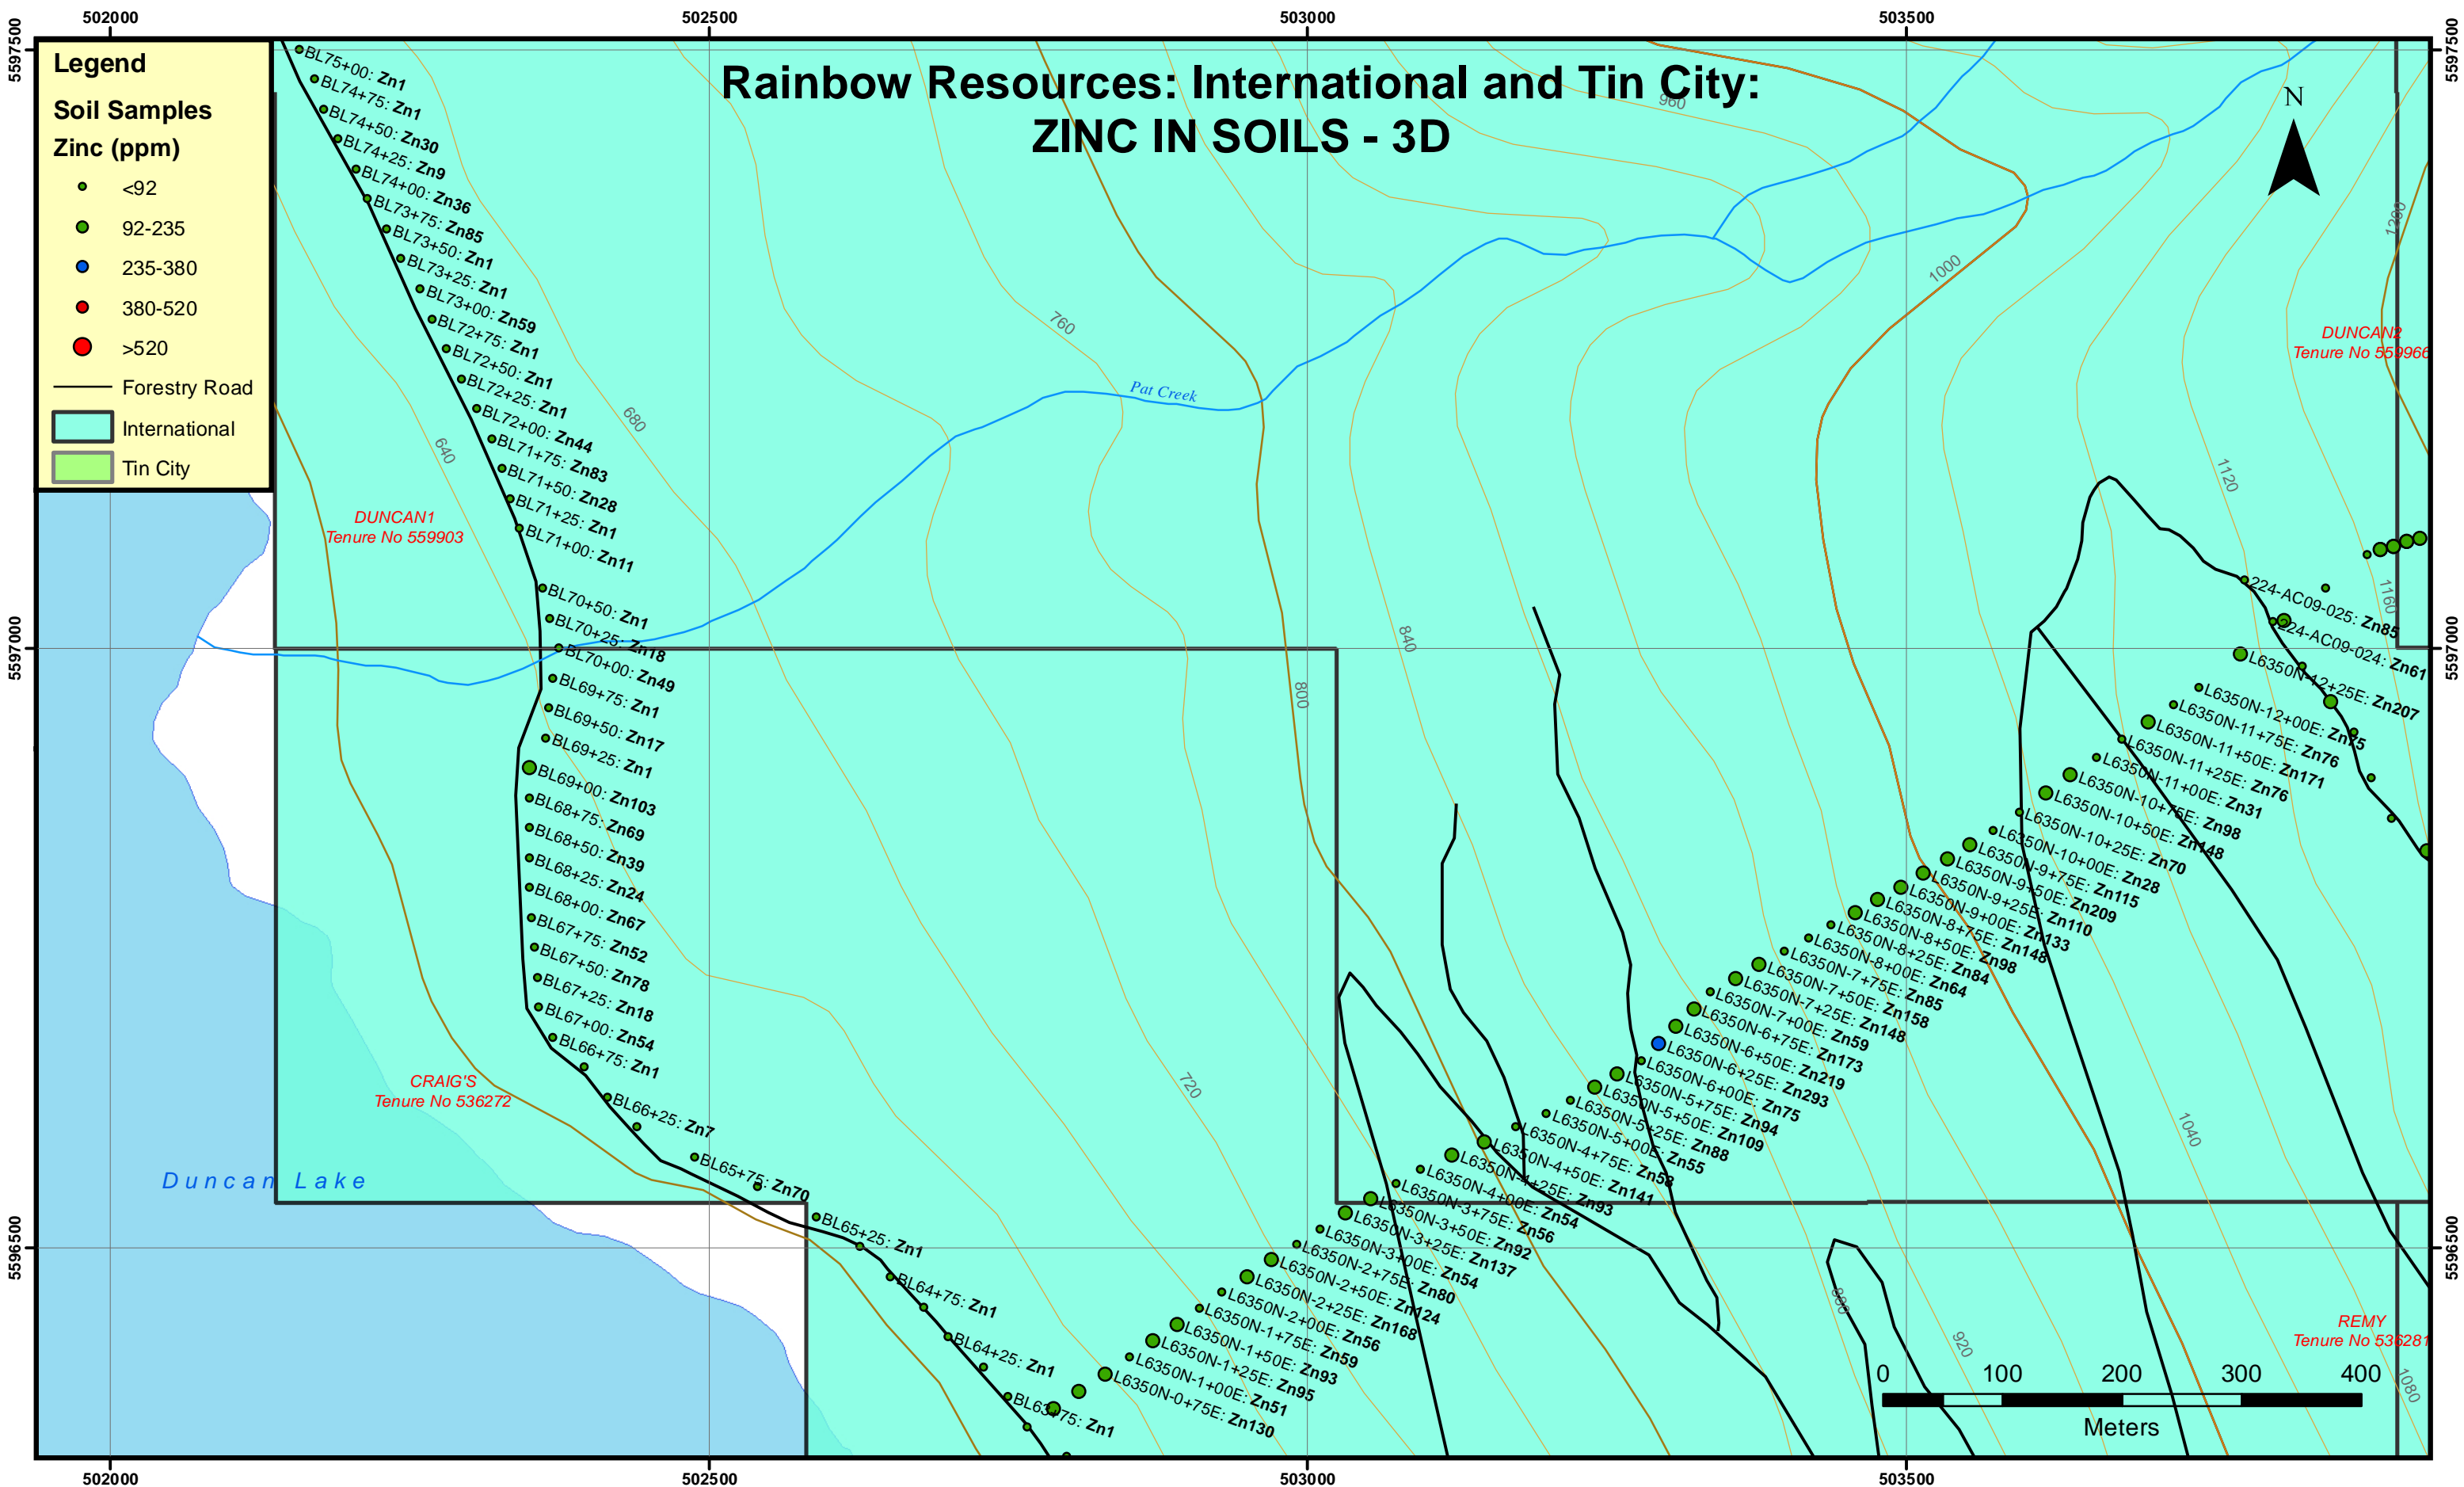 502000 502500 503000 503500
5597500 5597500
Legend
Soil Samples
Zinc (ppm)
<92
92-235
235-380
380-520
>520
Forestry Road
International
Tin City
Rainbow Resources: International and Tin City:
ZINC IN SOILS - 3D
N
BL75+00: Zn1
BL74+75: Zn1
BL74+50: Zn30
BL74+25: Zn9
BL74+00: Zn36
BL73+75: Zn85
BL73+50: Zn1
BL73+25: Zn1
BL73+00: Zn59
BL72+75: Zn1
BL72+50: Zn1
BL72+25: Zn1
BL72+00: Zn44
BL71+75: Zn83
BL71+50: Zn28
BL71+25: Zn1
BL71+00: Zn11
BL70+50: Zn1
BL70+25: Zn18
BL70+00: Zn49
BL69+75: Zn1
BL69+50: Zn17
BL69+25: Zn1
BL69+00: Zn103
BL68+75: Zn69
BL68+50: Zn39
BL68+25: Zn24
BL68+00: Zn67
BL67+75: Zn52
BL67+50: Zn78
BL67+25: Zn18
BL67+00: Zn54
BL66+75: Zn1
BL66+25: Zn7
BL65+75: Zn70
BL65+25: Zn1
BL64+75: Zn1
BL64+25: Zn1
BL63+75: Zn1
960
1000
1200
760
680
640
1120
1160
840
800
720
1040
880
920
1080
Pat Creek
DUNCAN2
Tenure No 559966
DUNCAN1
Tenure No 559903
CRAIG'S
Tenure No 536272
REMY
Tenure No 536281
Duncan Lake
224-AC09-025: Zn85
224-AC09-024: Zn61
L6350N-12+25E: Zn207
L6350N-12+00E: Zn75
L6350N-11+75E: Zn76
L6350N-11+50E: Zn171
L6350N-11+25E: Zn76
L6350N-11+00E: Zn31
L6350N-10+75E: Zn98
L6350N-10+50E: Zn148
L6350N-10+25E: Zn70
L6350N-10+00E: Zn28
L6350N-9+75E: Zn115
L6350N-9+50E: Zn209
L6350N-9+25E: Zn110
L6350N-9+00E: Zn133
L6350N-8+75E: Zn148
L6350N-8+50E: Zn98
L6350N-8+25E: Zn84
L6350N-8+00E: Zn64
L6350N-7+75E: Zn85
L6350N-7+50E: Zn158
L6350N-7+25E: Zn148
L6350N-7+00E: Zn59
L6350N-6+75E: Zn173
L6350N-6+50E: Zn219
L6350N-6+25E: Zn293
L6350N-6+00E: Zn75
L6350N-5+75E: Zn94
L6350N-5+50E: Zn109
L6350N-5+25E: Zn88
L6350N-5+00E: Zn55
L6350N-4+75E: Zn58
L6350N-4+50E: Zn141
L6350N-4+25E: Zn93
L6350N-4+00E: Zn54
L6350N-3+75E: Zn56
L6350N-3+50E: Zn92
L6350N-3+25E: Zn137
L6350N-3+00E: Zn54
L6350N-2+75E: Zn80
L6350N-2+50E: Zn124
L6350N-2+25E: Zn168
L6350N-2+00E: Zn56
L6350N-1+75E: Zn59
L6350N-1+50E: Zn93
L6350N-1+25E: Zn95
L6350N-1+00E: Zn51
L6350N-0+75E: Zn130
5597000 5597000
5596500 5596500
0 100 200 300 400
Meters
502000 502500 503000 503500